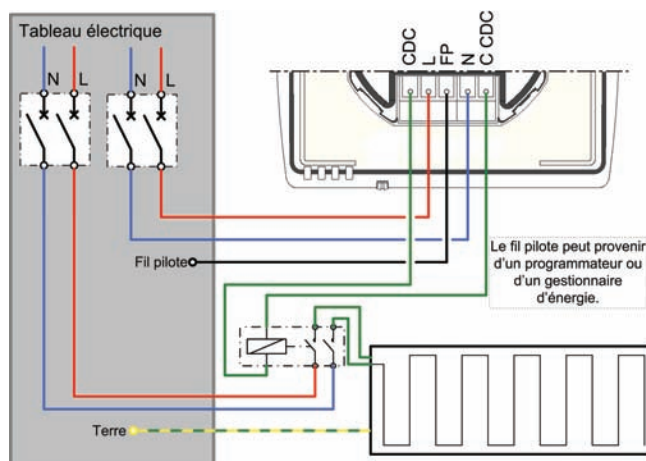 Tableau électrique
N L N L
CDC
L
FP
N
C CDC
Fil pilote
Le fil pilote peut provenir
d'un programmateur ou
d'un gestionnaire
d'énergie.
Terre